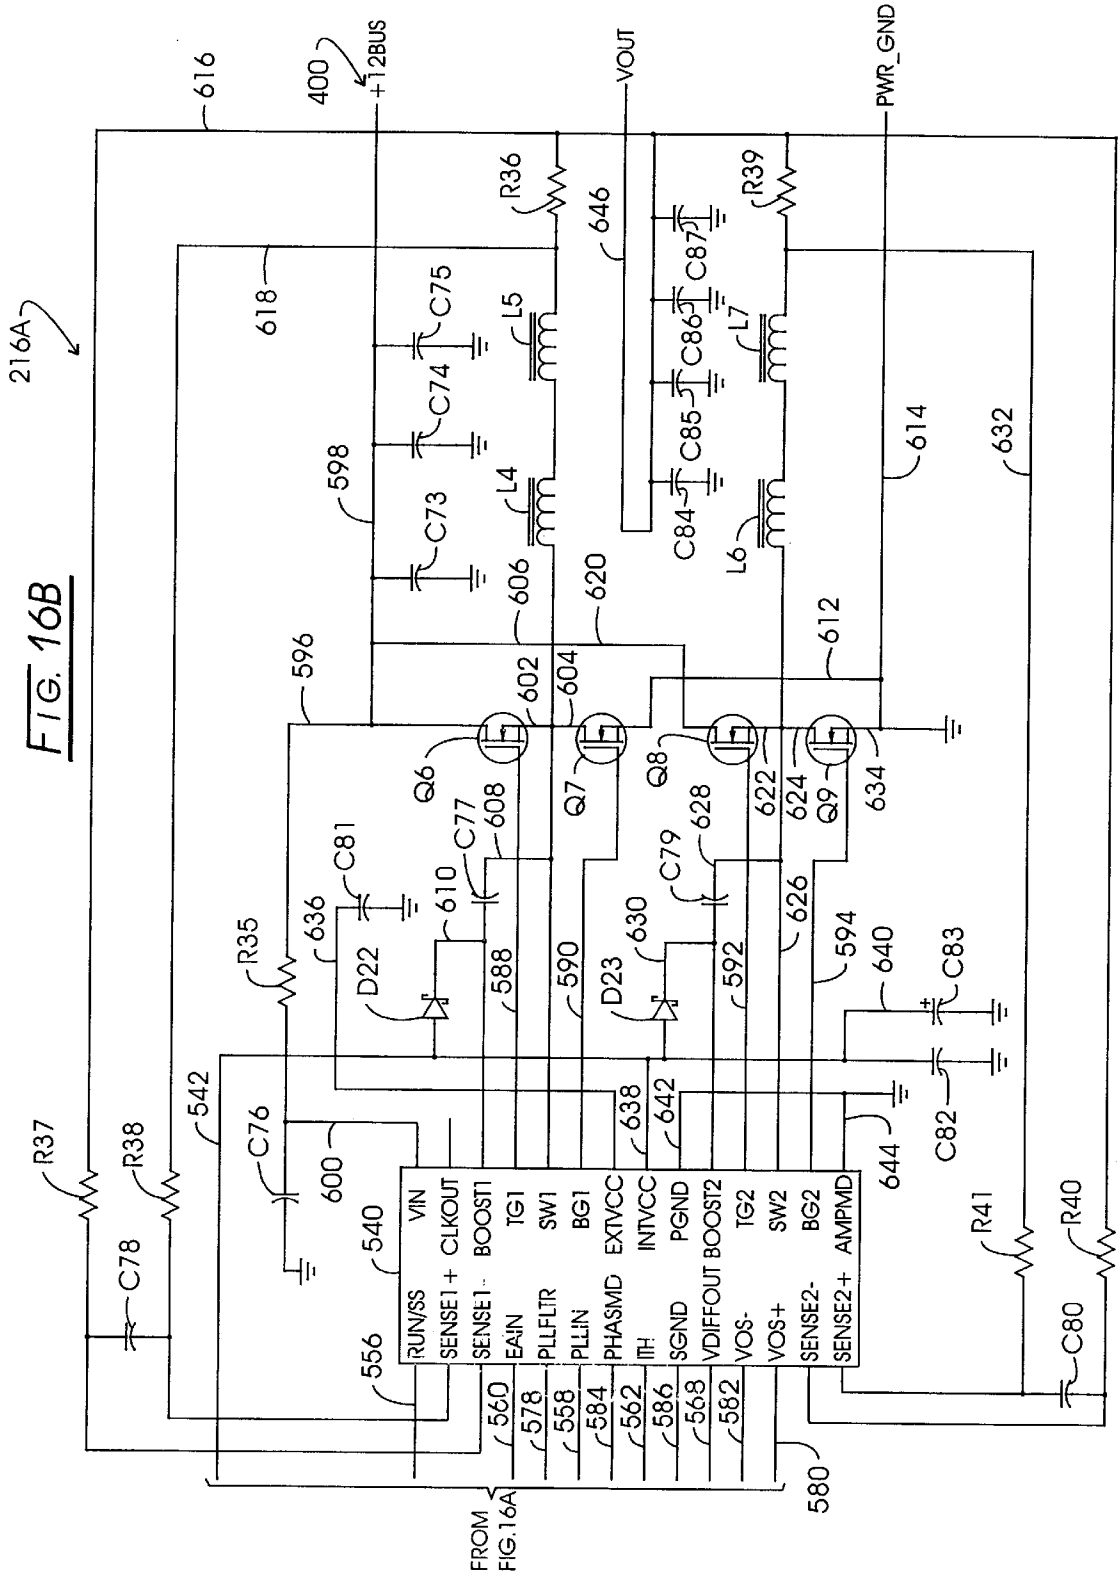 FIG. 16B
216A
616
400
+12BUS
VOUT
PWR_GND
R36
646
R39
618
C75
L5
C87
C86
L7
C74
C85
598
L4
C84
L6
614
632
C73
606
620
612
596
602
604
Q6
Q7
Q8
622
624
Q9
634
C81
C77
608
C79
628
636
610
626
R35
D22
588
590
D23
630
592
594
640
C83
542
638
642
C82
644
R37
R38
C76
600
C78
540
R41
R40
C80
VIN
CLKOUT
BOOST1
TG1
SW1
BG1
EXTVCC
INTVCC
PGND
BOOST2
TG2
SW2
BG2
AMPMD
RUN/SS
SENSE1+
SENSE1-
EAIN
PLLFLTR
PLLIN
PHASMD
ITH
SGND
VDIFFOUT
VOS-
VOS+
SENSE2-
SENSE2+
556
560
578
558
584
562
586
568
582
580
FROM
FIG.16A